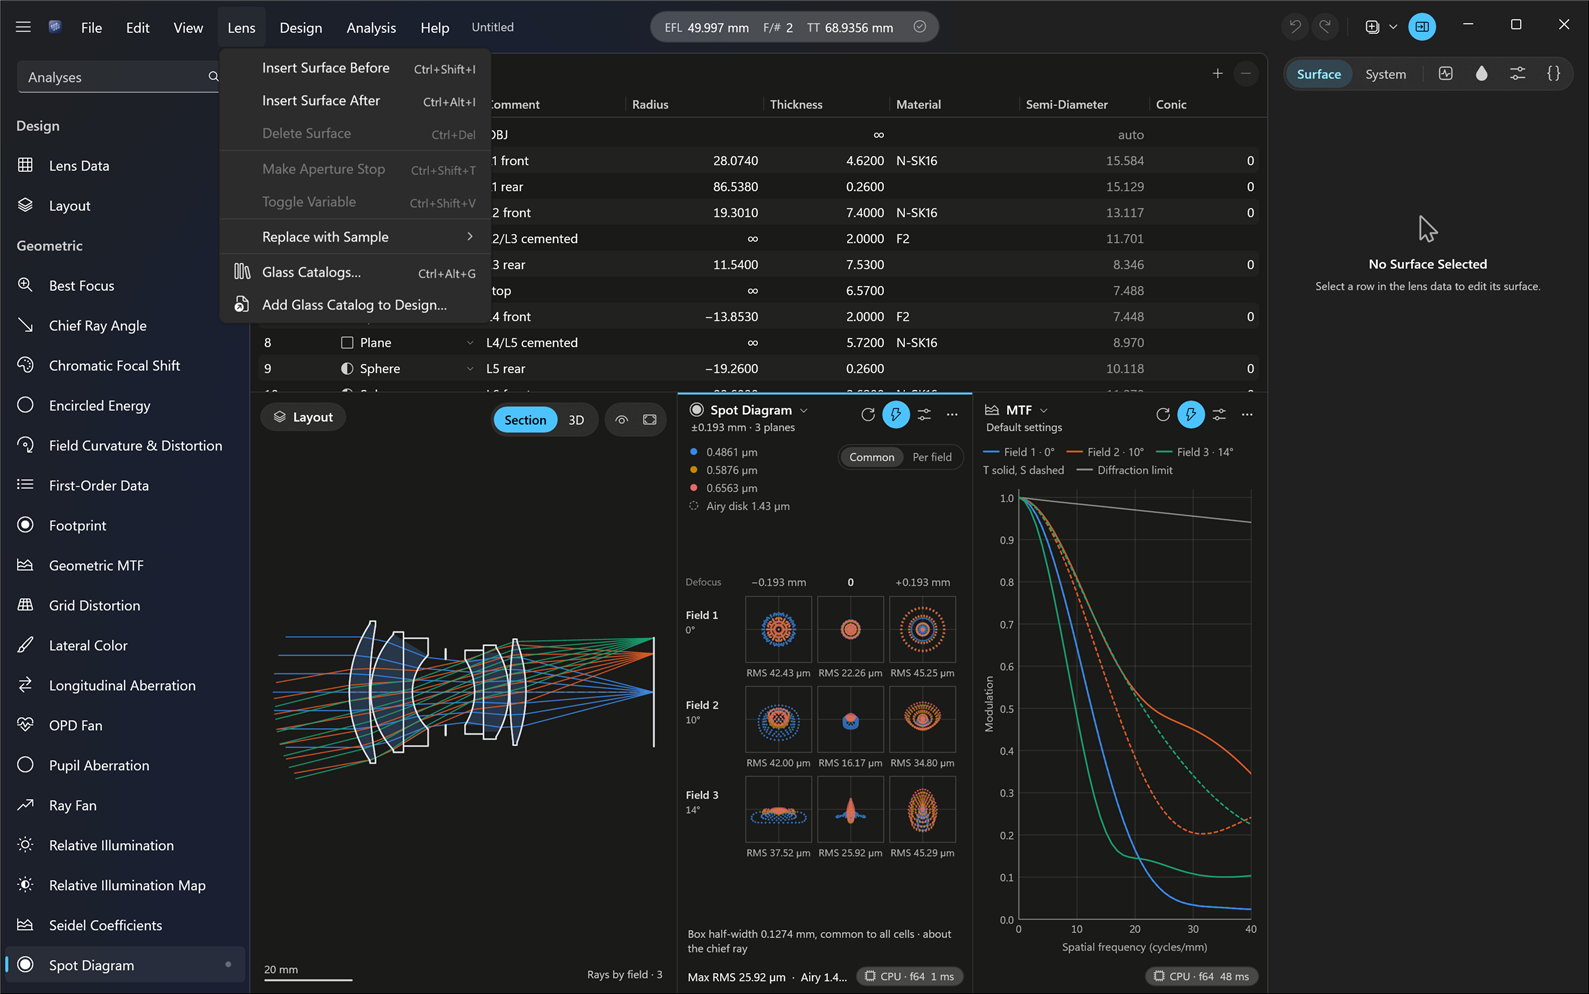 File Edit View Lens Design Analysis Help Untitled
EFL 49.997 mm F/# 2 TT 68.9356 mm
Analyses
Design
Lens Data
Layout
Geometric
Best Focus
Chief Ray Angle
Chromatic Focal Shift
Encircled Energy
Field Curvature & Distortion
First-Order Data
Footprint
Geometric MTF
Grid Distortion
Lateral Color
Longitudinal Aberration
OPD Fan
Pupil Aberration
Ray Fan
Relative Illumination
Relative Illumination Map
Seidel Coefficients
Spot Diagram
Insert Surface Before Ctrl+Shift+I
Insert Surface After Ctrl+Alt+I
Delete Surface Ctrl+Del
Make Aperture Stop Ctrl+Shift+T
Toggle Variable Ctrl+Shift+V
Replace with Sample
Glass Catalogs... Ctrl+Alt+G
Add Glass Catalog to Design...
omment Radius Thickness Material Semi-Diameter Conic
OBJ ∞ auto
1 front 28.0740 4.6200 N-SK16 15.584 0
1 rear 86.5380 0.2600 15.129 0
2 front 19.3010 7.4000 N-SK16 13.117 0
2/L3 cemented ∞ 2.0000 F2 11.701
3 rear 11.5400 7.5300 8.346 0
top ∞ 6.5700 7.488
4 front −13.8530 2.0000 F2 7.448 0
8 Plane L4/L5 cemented ∞ 5.7200 N-SK16 8.970
9 Sphere L5 rear −19.2600 0.2600 10.118 0
Layout
Section 3D
20 mm
Rays by field · 3
Spot Diagram
±0.193 mm · 3 planes
0.4861 µm
0.5876 µm
0.6563 µm
Airy disk 1.43 µm
Common Per field
Defocus −0.193 mm 0 +0.193 mm
Field 1
0°
RMS 42.43 µm RMS 22.26 µm RMS 45.25 µm
Field 2
10°
RMS 42.00 µm RMS 16.17 µm RMS 34.80 µm
Field 3
14°
RMS 37.52 µm RMS 25.92 µm RMS 45.29 µm
Box half-width 0.1274 mm, common to all cells · about
the chief ray
Max RMS 25.92 µm · Airy 1.4... CPU · f64 1 ms
MTF
Default settings
Field 1 · 0° Field 2 · 10° Field 3 · 14°
T solid, S dashed Diffraction limit
1.0
0.9
0.8
0.7
0.6
0.5
0.4
0.3
0.2
0.1
0.0
Modulation
0 10 20 30 40
Spatial frequency (cycles/mm)
CPU · f64 48 ms
Surface System {}
No Surface Selected
Select a row in the lens data to edit its surface.